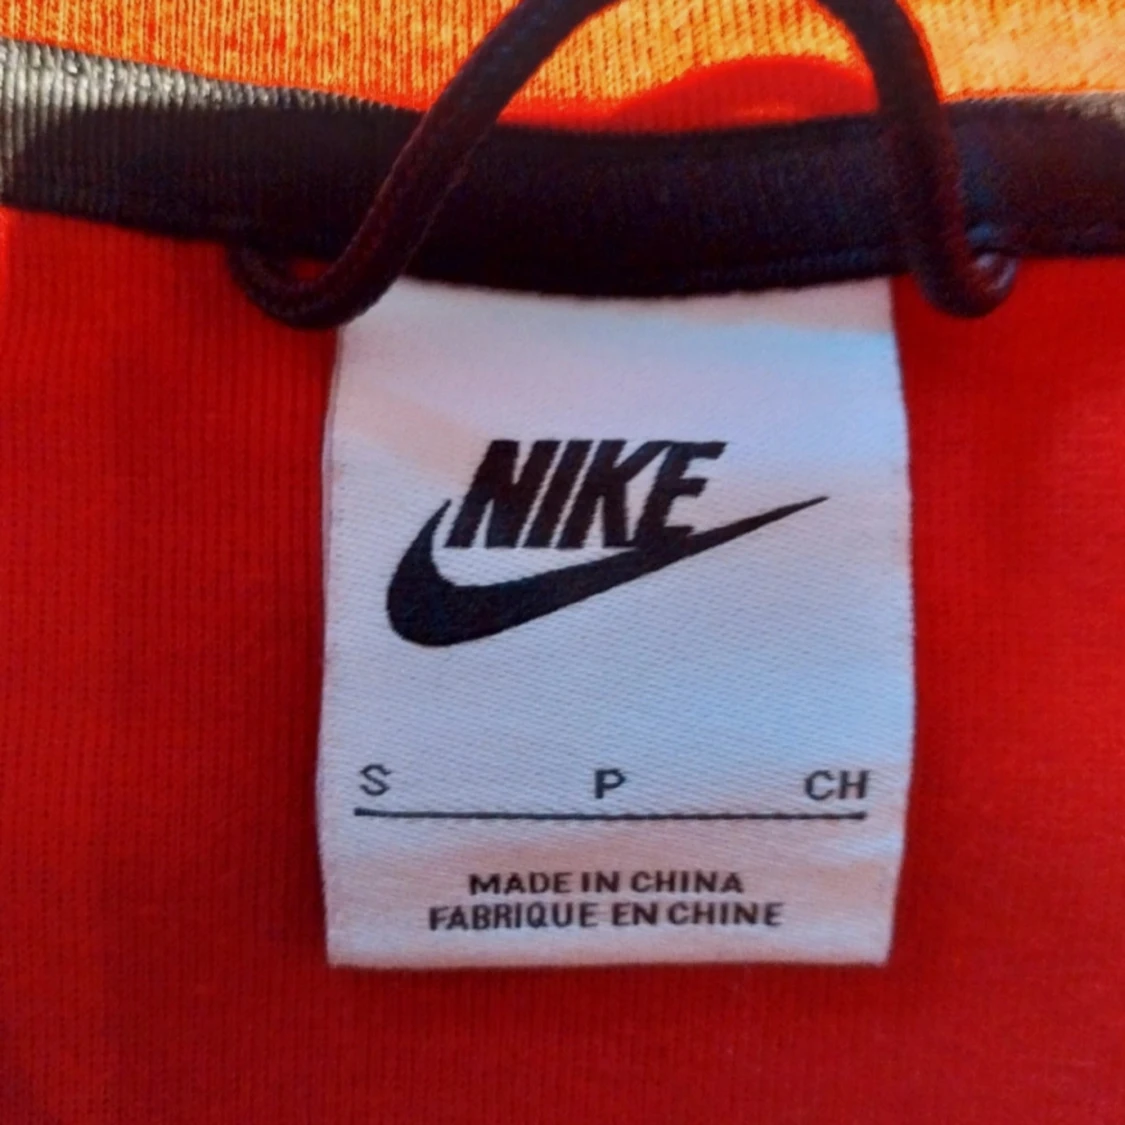 NIKE
S P CH
MADE IN CHINA
FABRIQUE EN CHINE